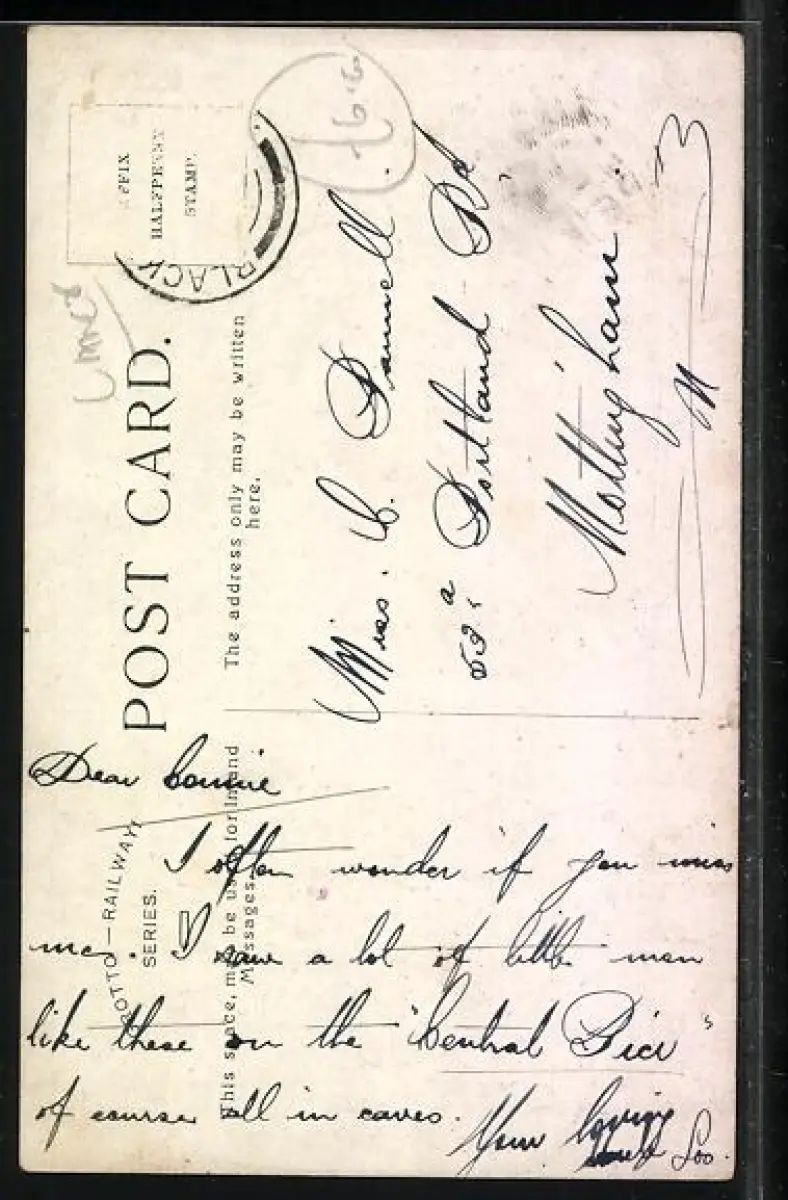 AFFIX
HALFPENNY
STAMP.
BLACK
POST CARD.
The address only may be written
here.
Miss. C. Damell.
Portland Rd
Nottingham
OTTO—RAILWAY
SERIES.
This space, may be used for Inland
Messages.
Dear Connie
I often wonder if you miss
me. I saw a lot of little men
like these on the "Central Pier"
of course all in caves.
Your loving
Loo.